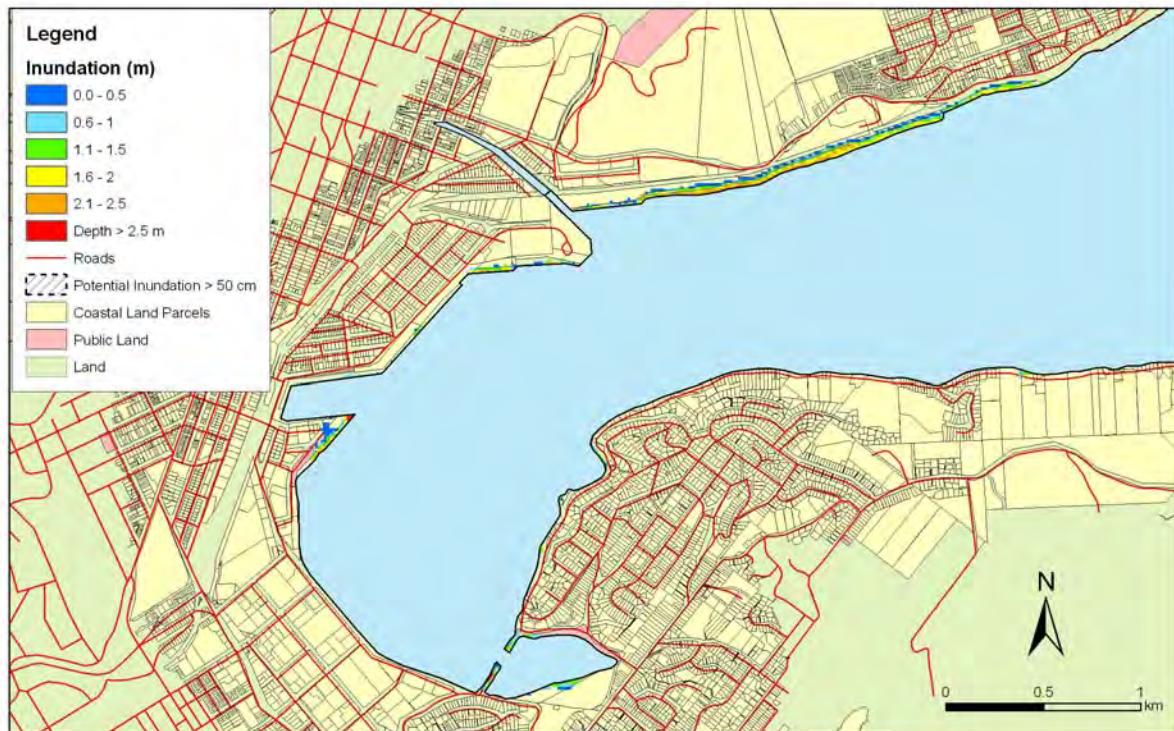 Legend
Inundation (m)
0.0 - 0.5
0.6 - 1
1.1 - 1.5
1.6 - 2
2.1 - 2.5
Depth > 2.5 m
Roads
Potential Inundation > 50 cm
Coastal Land Parcels
Public Land
Land
N
0 0.5 1
km